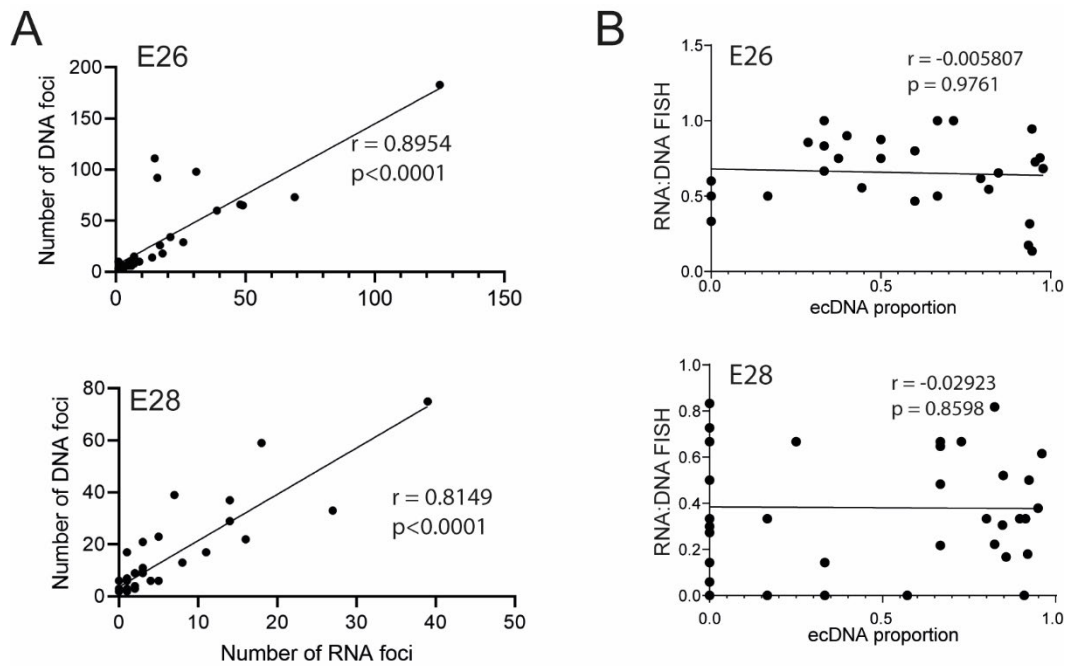 A
E26
Number of DNA foci
200
150
100
50
0
r = 0.8954
p<0.0001
0
50
100
150
E28
Number of DNA foci
80
60
40
20
0
r = 0.8149
p<0.0001
0
10
20
30
40
50
Number of RNA foci
B
E26
RNA:DNA FISH
1.5
1.0
0.5
0.0
r = -0.005807
p = 0.9761
0.0
0.5
1.0
ecDNA proportion
E28
RNA:DNA FISH
1.0
0.8
0.6
0.4
0.2
0.0
r = -0.02923
p = 0.8598
0.0
0.5
1.0
ecDNA proportion